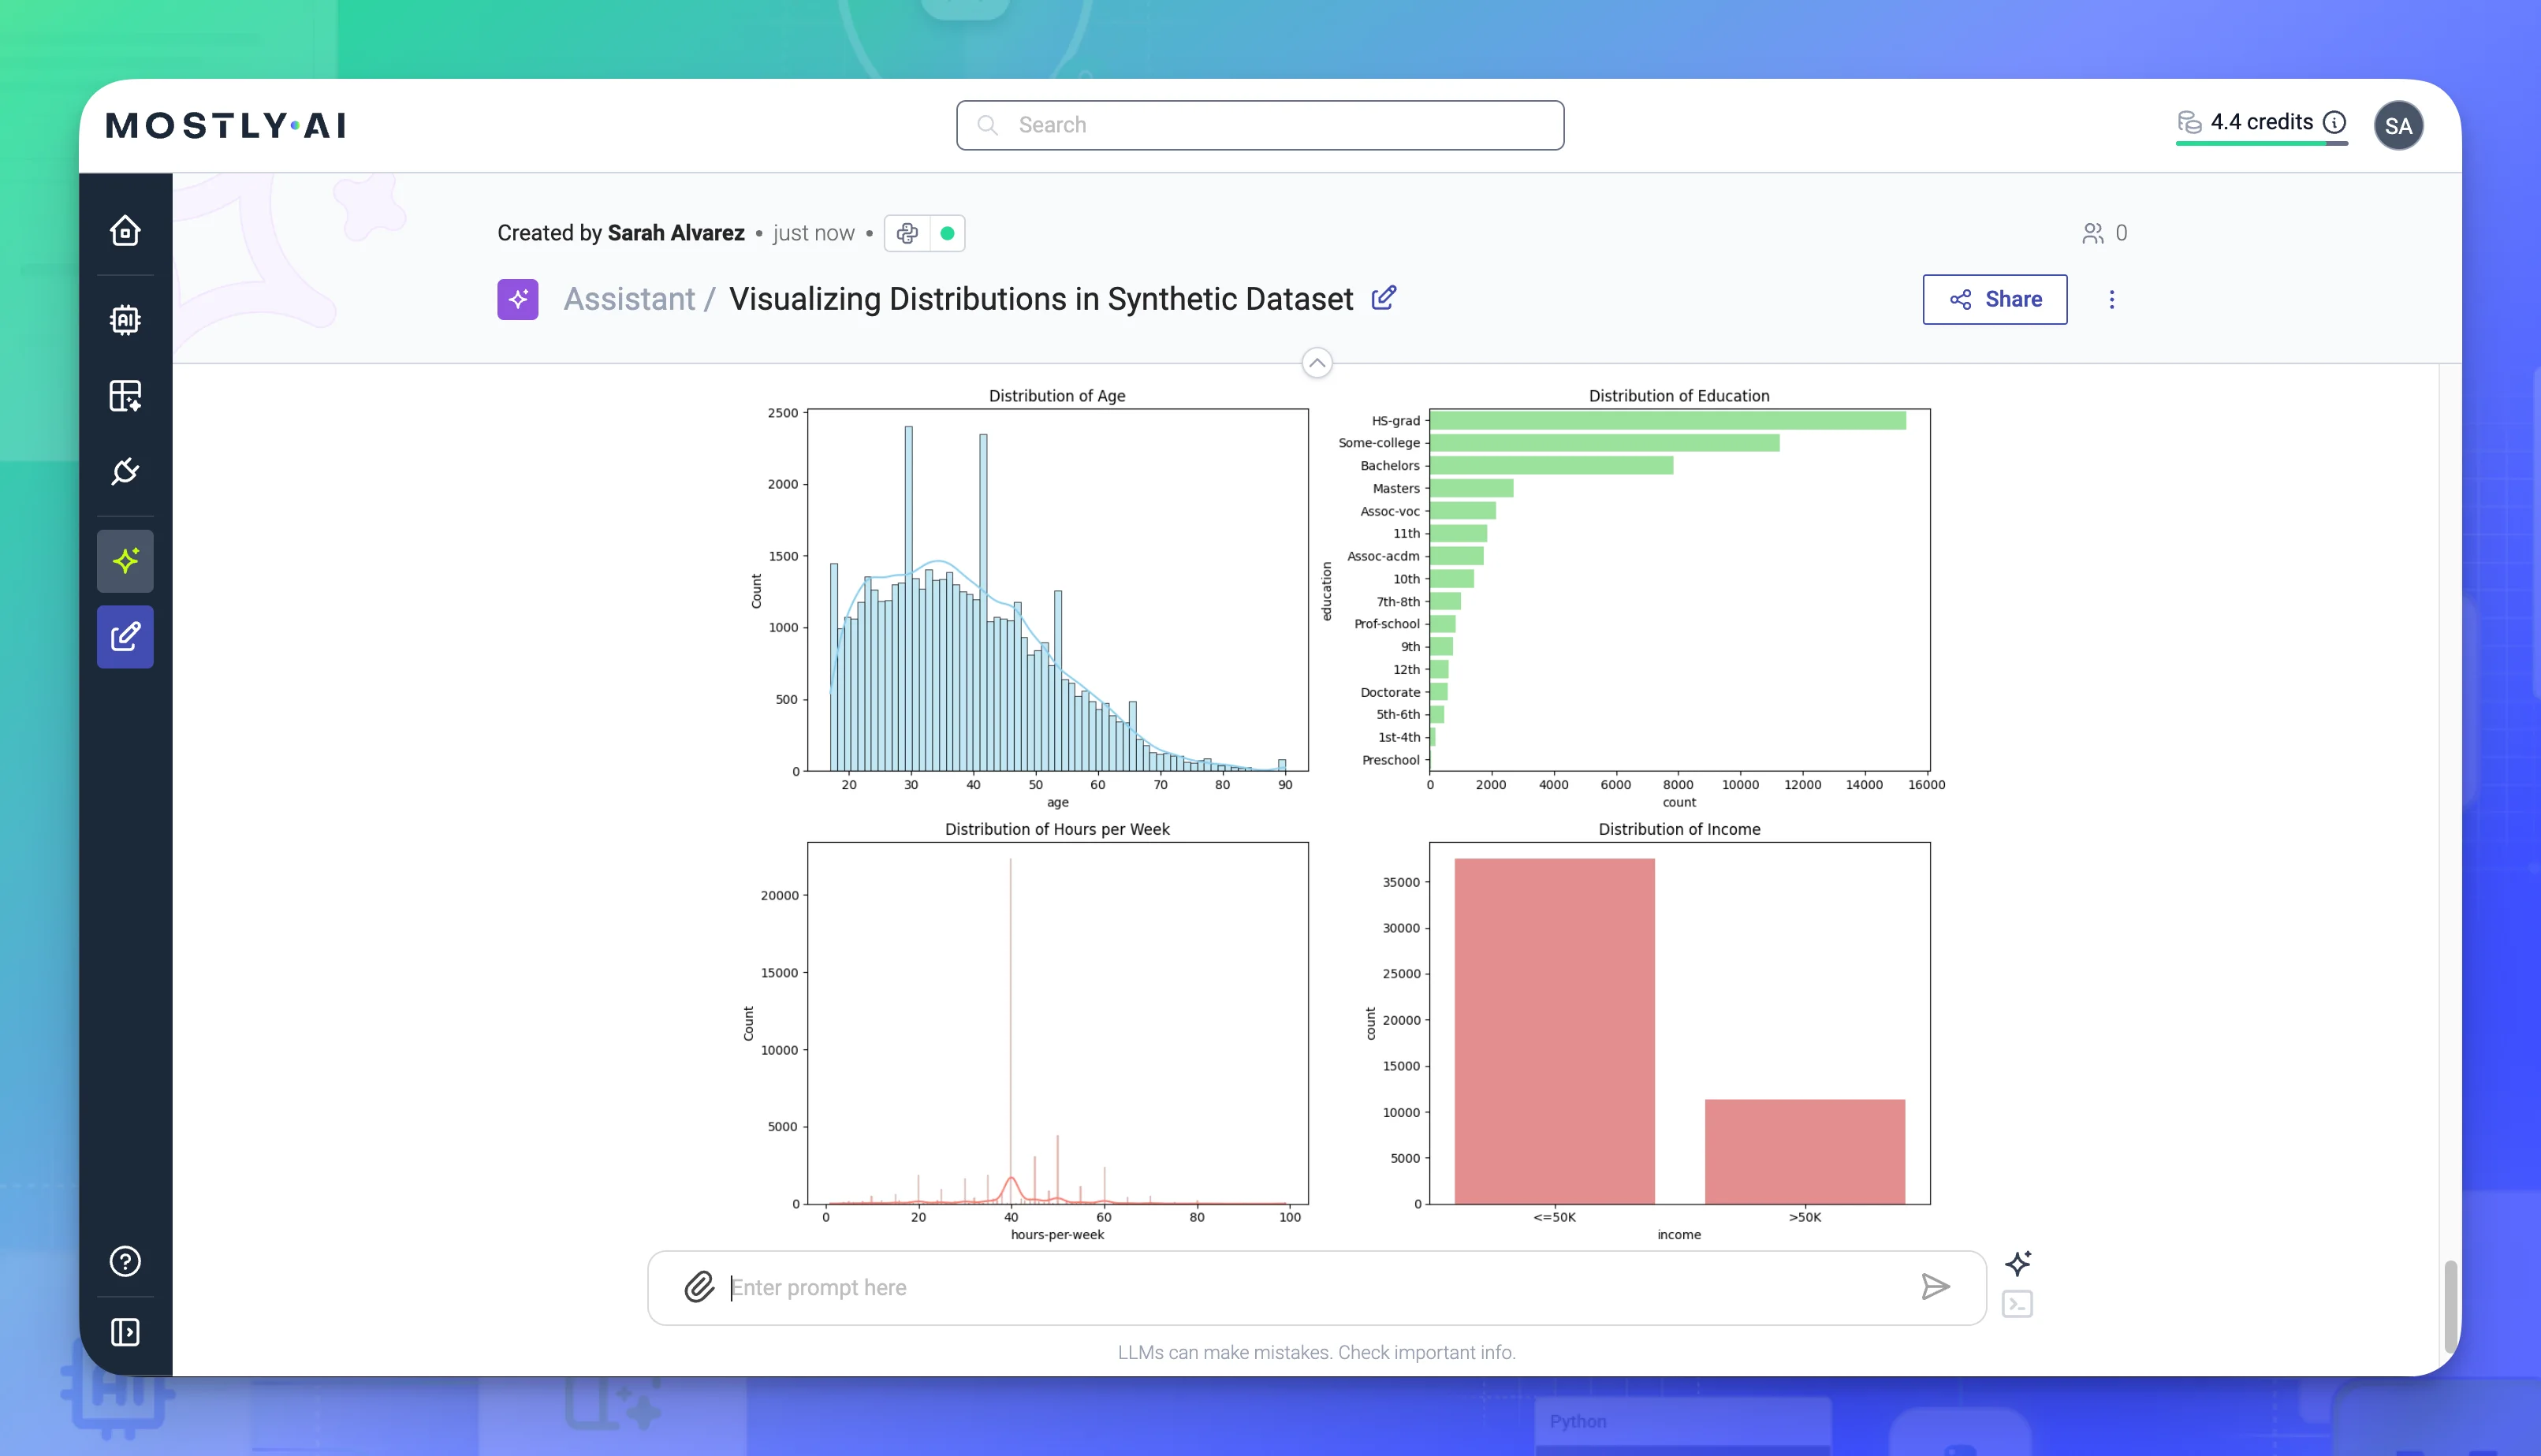 MOSTLY·AI
Search
4.4 credits
SA
Created by Sarah Alvarez • just now •
0
Assistant / Visualizing Distributions in Synthetic Dataset
Share
Distribution of Age
2500
2000
1500
1000
500
0
Count
20 30 40 50 60 70 80 90
age
Distribution of Education
education
HS-grad
Some-college
Bachelors
Masters
Assoc-voc
11th
Assoc-acdm
10th
7th-8th
Prof-school
9th
12th
Doctorate
5th-6th
1st-4th
Preschool
0 2000 4000 6000 8000 10000 12000 14000 16000
count
Distribution of Hours per Week
20000
15000
10000
5000
0
Count
0 20 40 60 80 100
hours-per-week
Distribution of Income
35000
30000
25000
20000
15000
10000
5000
0
count
<=50K >50K
income
Enter prompt here
LLMs can make mistakes. Check important info.
AI
Python